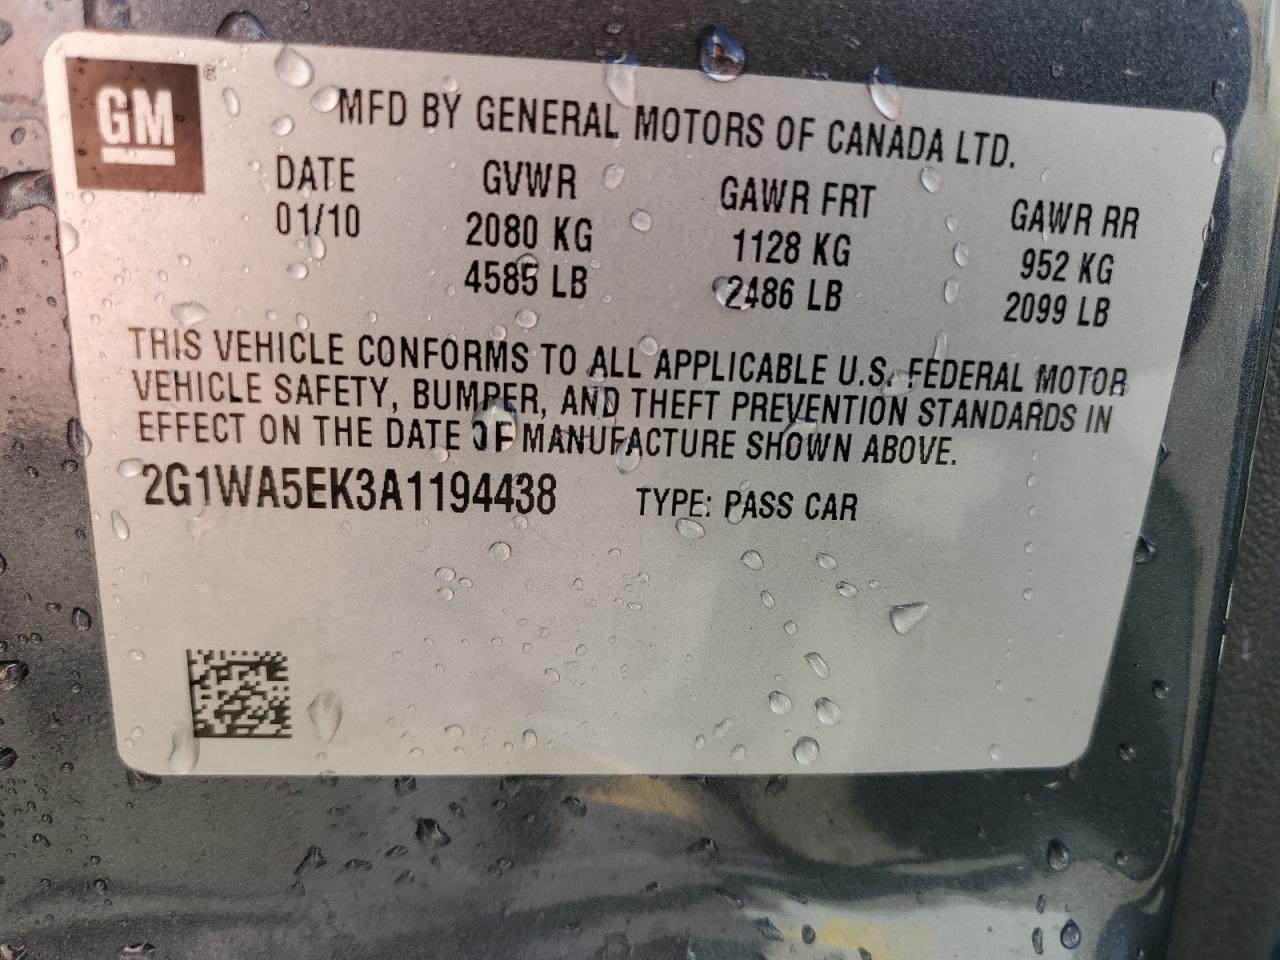 GM
MFD BY GENERAL MOTORS OF CANADA LTD.
DATE GVWR GAWR FRT GAWR RR
01/10 2080 KG 1128 KG 952 KG
4585 LB 2486 LB 2099 LB
THIS VEHICLE CONFORMS TO ALL APPLICABLE U.S. FEDERAL MOTOR
VEHICLE SAFETY, BUMPER, AND THEFT PREVENTION STANDARDS IN
EFFECT ON THE DATE OF MANUFACTURE SHOWN ABOVE.
2G1WA5EK3A1194438 TYPE: PASS CAR